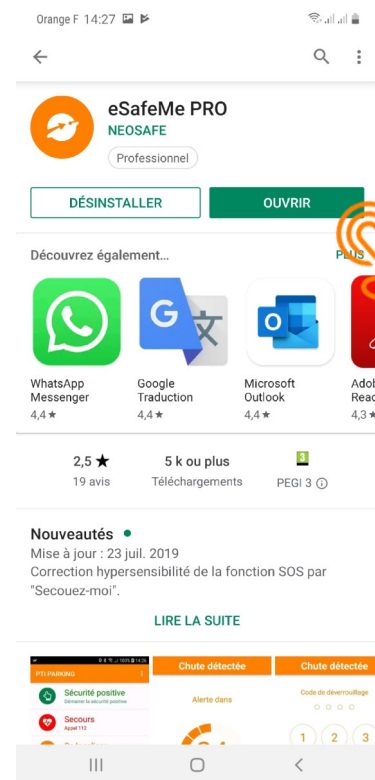 Orange F 14:27
eSafeMe PRO
NEOSAFE
Professionnel
DÉSINSTALLER
OUVRIR
Découvrez également...
PLUS
WhatsApp Messenger
4,4 ★
Google Traduction
4,4 ★
Microsoft Outlook
4,4 ★
4,3 ★
2,5 ★
19 avis
5 k ou plus
Téléchargements
3
PEGI 3
Nouveautés
Mise à jour : 23 juil. 2019
Correction hypersensibilité de la fonction SOS par
"Secouez-moi".
LIRE LA SUITE
PTI PARKING
Sécurité positive
Démarrer la sécurité positive
Secours
Appel 112
Chute détectée
Alerte dans
Chute détectée
Code de déverrouillage
1 2 3